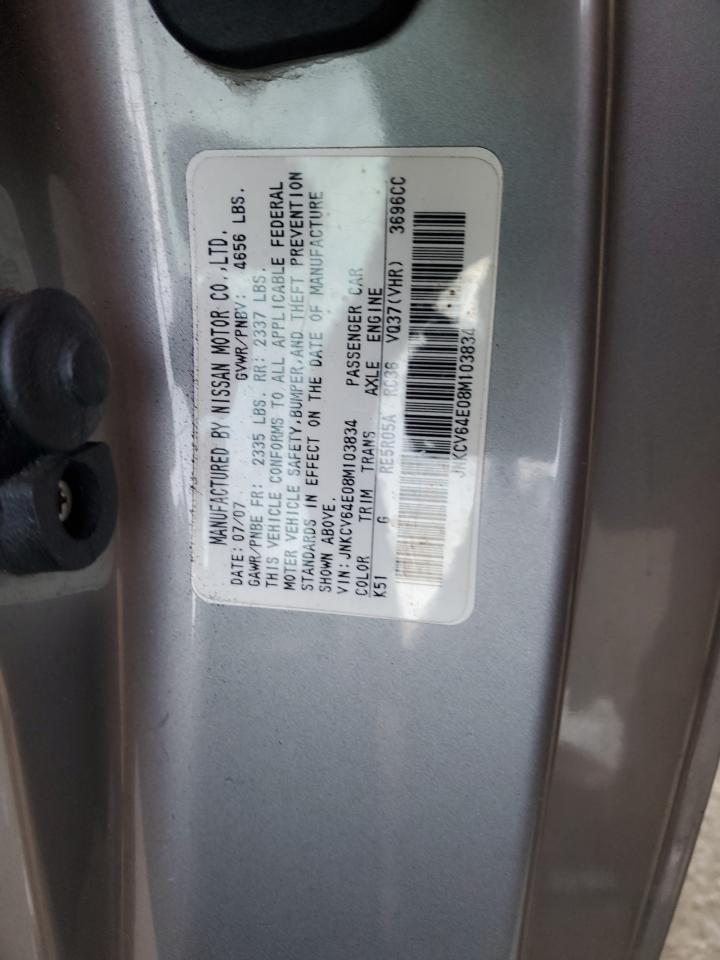 MANUFACTURED BY NISSAN MOTOR CO.,LTD.
DATE: 07/07 GVWR/PNBV: 4656 LBS.
GAWR/PNBE FR: 2335 LBS. RR: 2337 LBS.
THIS VEHICLE CONFORMS TO ALL APPLICABLE FEDERAL
MOTER VEHICLE SAFETY,BUMPER,AND THEFT PREVENTION
STANDARDS IN EFFECT ON THE DATE OF MANUFACTURE
SHOWN ABOVE.
VIN: JNKCV64E08M103834 PASSENGER CAR
COLOR TRIM TRANS AXLE ENGINE
K51 G RE5R05A RC36 VQ37(VHR) 3696CC
JNKCV64E08M103834